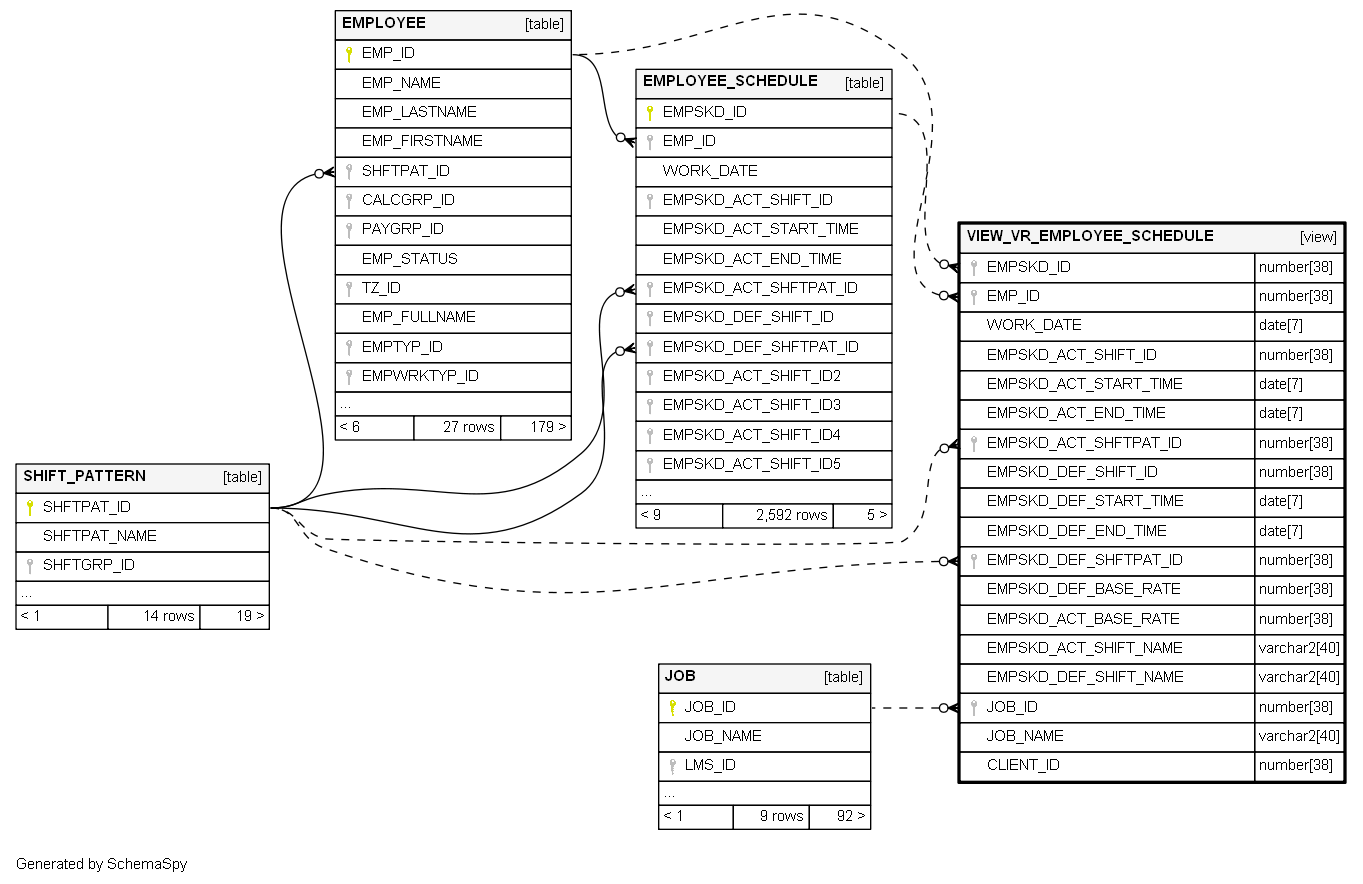 EMPLOYEE [table]
EMP_ID
EMP_NAME
EMP_LASTNAME
EMP_FIRSTNAME
SHFTPAT_ID
CALCGRP_ID
PAYGRP_ID
EMP_STATUS
TZ_ID
EMP_FULLNAME
EMPTYP_ID
EMPWRKTYP_ID
...
< 6 27 rows 179 >
EMPLOYEE_SCHEDULE [table]
EMPSKD_ID
EMP_ID
WORK_DATE
EMPSKD_ACT_SHIFT_ID
EMPSKD_ACT_START_TIME
EMPSKD_ACT_END_TIME
EMPSKD_ACT_SHFTPAT_ID
EMPSKD_DEF_SHIFT_ID
EMPSKD_DEF_SHFTPAT_ID
EMPSKD_ACT_SHIFT_ID2
EMPSKD_ACT_SHIFT_ID3
EMPSKD_ACT_SHIFT_ID4
EMPSKD_ACT_SHIFT_ID5
...
< 9 2,592 rows 5 >
VIEW_VR_EMPLOYEE_SCHEDULE [view]
EMPSKD_ID number[38]
EMP_ID number[38]
WORK_DATE date[7]
EMPSKD_ACT_SHIFT_ID number[38]
EMPSKD_ACT_START_TIME date[7]
EMPSKD_ACT_END_TIME date[7]
EMPSKD_ACT_SHFTPAT_ID number[38]
EMPSKD_DEF_SHIFT_ID number[38]
EMPSKD_DEF_START_TIME date[7]
EMPSKD_DEF_END_TIME date[7]
EMPSKD_DEF_SHFTPAT_ID number[38]
EMPSKD_DEF_BASE_RATE number[38]
EMPSKD_ACT_BASE_RATE number[38]
EMPSKD_ACT_SHIFT_NAME varchar2[40]
EMPSKD_DEF_SHIFT_NAME varchar2[40]
JOB_ID number[38]
JOB_NAME varchar2[40]
CLIENT_ID number[38]
SHIFT_PATTERN [table]
SHFTPAT_ID
SHFTPAT_NAME
SHFTGRP_ID
...
< 1 14 rows 19 >
JOB [table]
JOB_ID
JOB_NAME
LMS_ID
...
< 1 9 rows 92 >
Generated by SchemaSpy